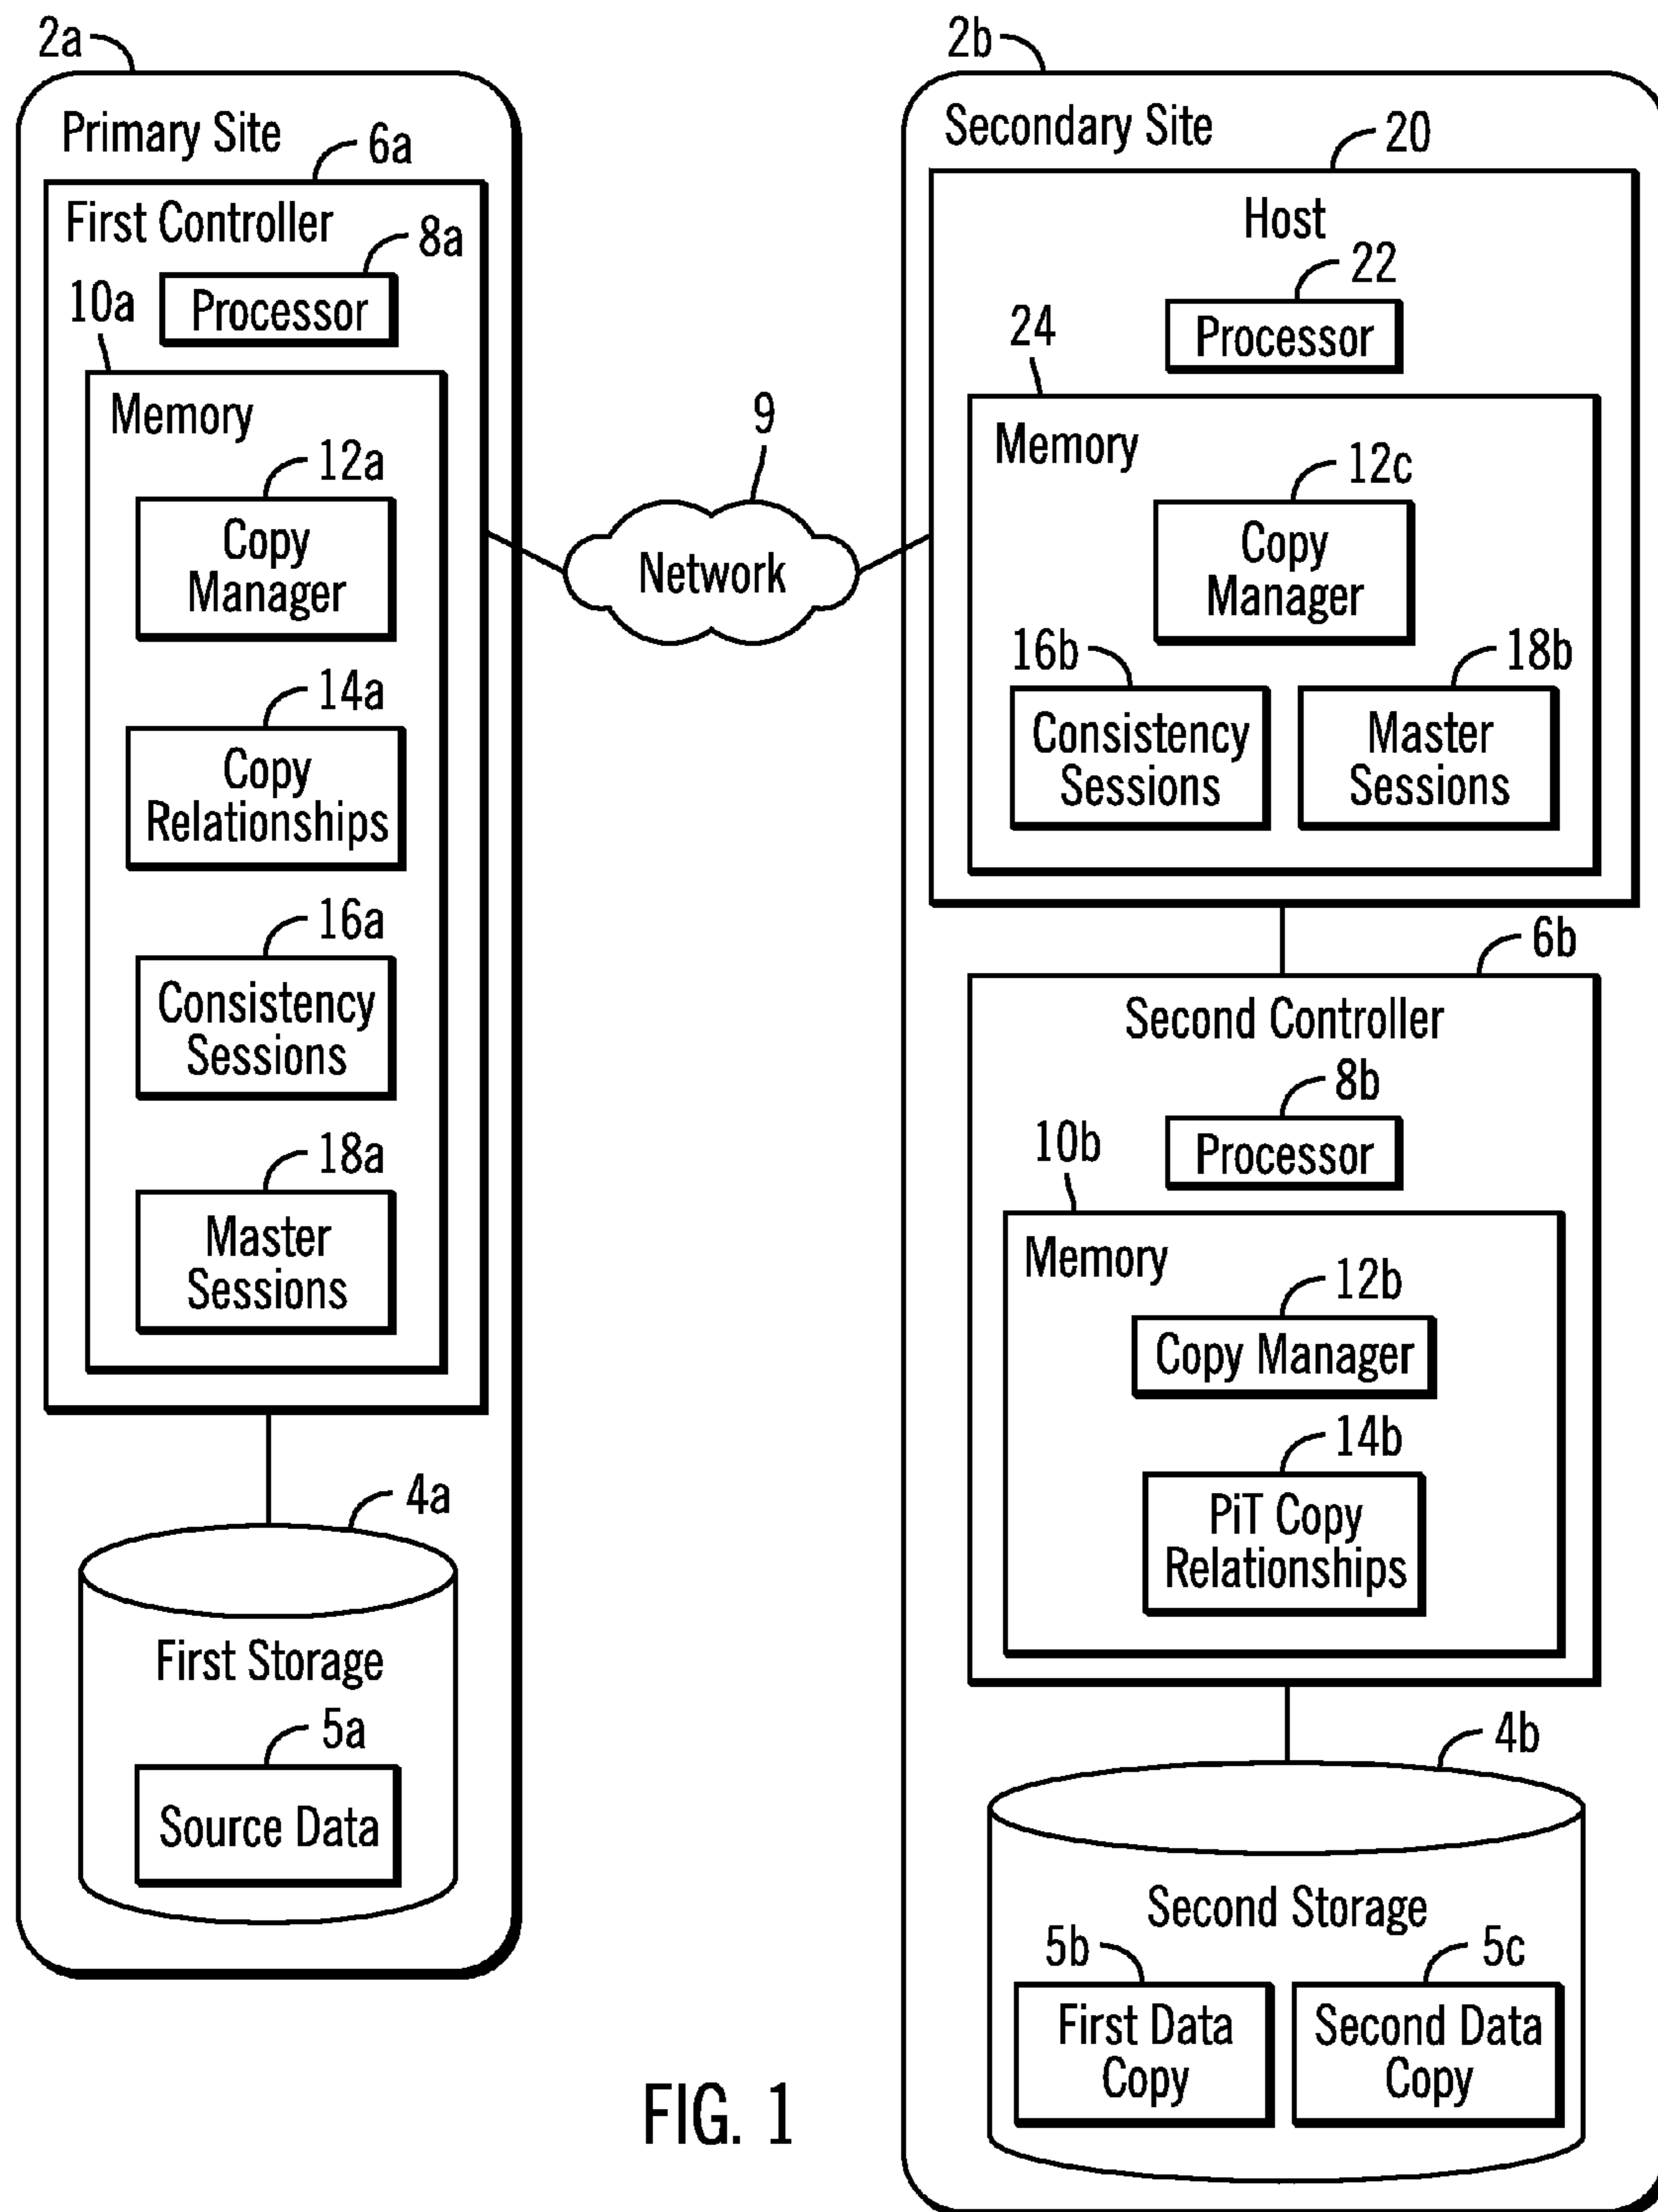 2a
Primary Site
6a
First Controller
8a
Processor
10a
Memory
12a
Copy
Manager
14a
Copy
Relationships
16a
Consistency
Sessions
18a
Master
Sessions
4a
First Storage
5a
Source Data
9
Network
2b
Secondary Site
20
Host
22
Processor
24
Memory
12c
Copy
Manager
16b
Consistency
Sessions
18b
Master
Sessions
6b
Second Controller
8b
Processor
10b
Memory
12b
Copy Manager
14b
PiT Copy
Relationships
4b
Second Storage
5b
First Data
Copy
5c
Second Data
Copy
FIG. 1